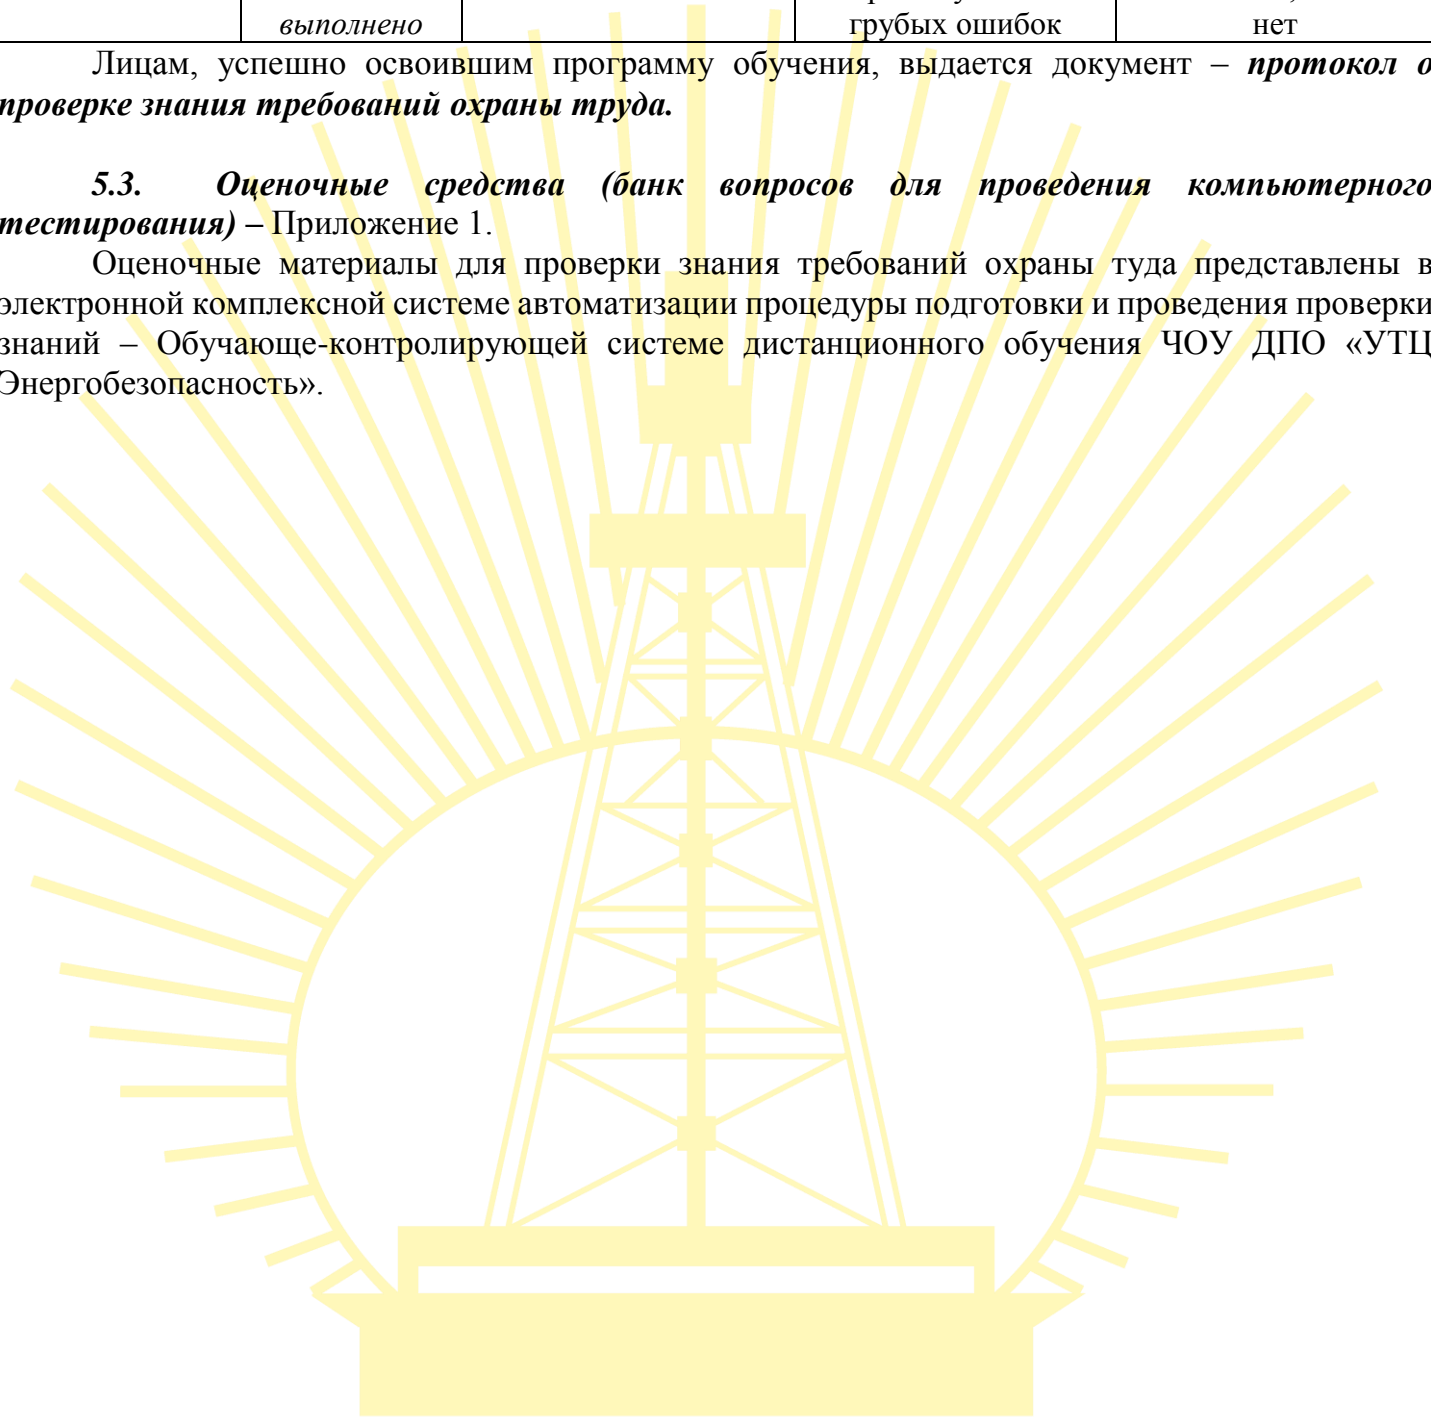 выполнено грубых ошибок нет
Лицам, успешно освоившим программу обучения, выдается документ – протокол о
проверке знания требований охраны труда.
5.3. Оценочные средства (банк вопросов для проведения компьютерного
тестирования) – Приложение 1.
Оценочные материалы для проверки знания требований охраны туда представлены в
электронной комплексной системе автоматизации процедуры подготовки и проведения проверки
знаний – Обучающе-контролирующей системе дистанционного обучения ЧОУ ДПО «УТЦ
Энергобезопасность».